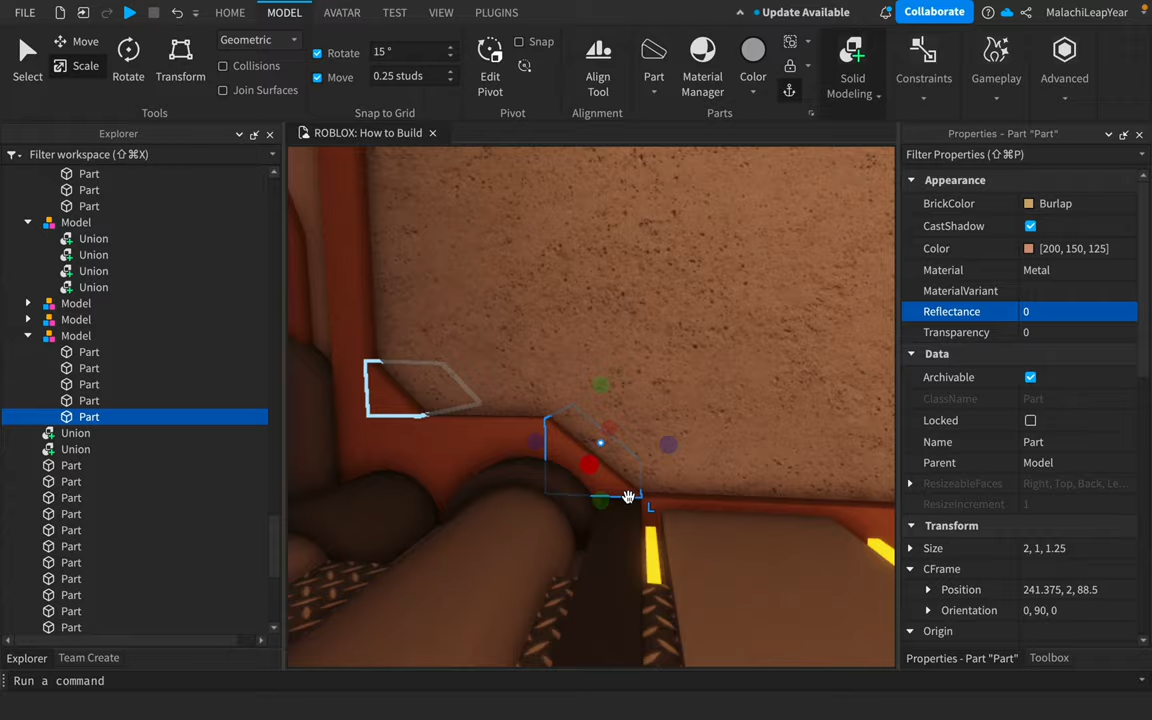 FILE HOME MODEL AVATAR TEST VIEW PLUGINS Update Available Collaborate MalachiLeapYear
Select
Move
Scale
Rotate
Transform
Geometric
Collisions
Join Surfaces
Rotate 15 °
Move 0.25 studs
Edit
Pivot
Snap
Align
Tool
Part
Material
Manager
Color
Solid
Modeling
Constraints
Gameplay
Advanced
Tools Snap to Grid Pivot Alignment Parts
Explorer
Filter workspace (⇧⌘X)
Part
Part
Part
Model
Union
Union
Union
Union
Model
Model
Model
Part
Part
Part
Part
Part
Union
Union
Part
Part
Part
Part
Part
Part
Part
Part
Part
Part
Part
Explorer Team Create
ROBLOX: How to Build
L
Properties - Part "Part"
Filter Properties (⇧⌘P)
Appearance
BrickColor Burlap
CastShadow
Color [200, 150, 125]
Material Metal
MaterialVariant
Reflectance 0
Transparency 0
Data
Archivable
ClassName Part
Locked
Name Part
Parent Model
ResizeableFaces Right, Top, Back, Le...
ResizeIncrement 1
Transform
Size 2, 1, 1.25
CFrame
Position 241.375, 2, 88.5
Orientation 0, 90, 0
Origin
Properties - Part "Part" Toolbox
Run a command